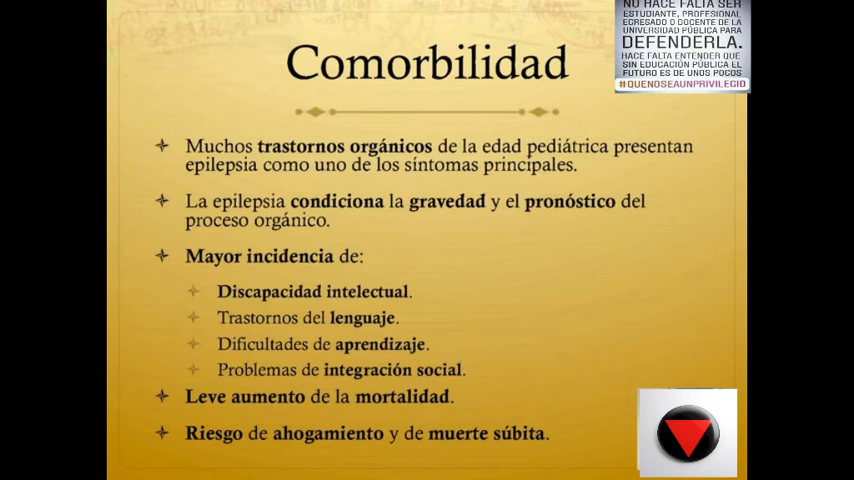 NO HACE FALTA SER
ESTUDIANTE, PROFESIONAL
EGRESADO O DOCENTE DE LA
UNIVERSIDAD PÚBLICA PARA
DEFENDERLA.
HACE FALTA ENTENDER QUE
SIN EDUCACIÓN PÚBLICA EL
FUTURO ES DE UNOS POCOS
#QUENOSEAUNPRIVILEGIO
Comorbilidad
Muchos trastornos orgánicos de la edad pediátrica presentan
epilepsia como uno de los síntomas principales.
La epilepsia condiciona la gravedad y el pronóstico del
proceso orgánico.
Mayor incidencia de:
Discapacidad intelectual.
Trastornos del lenguaje.
Dificultades de aprendizaje.
Problemas de integración social.
Leve aumento de la mortalidad.
Riesgo de ahogamiento y de muerte súbita.